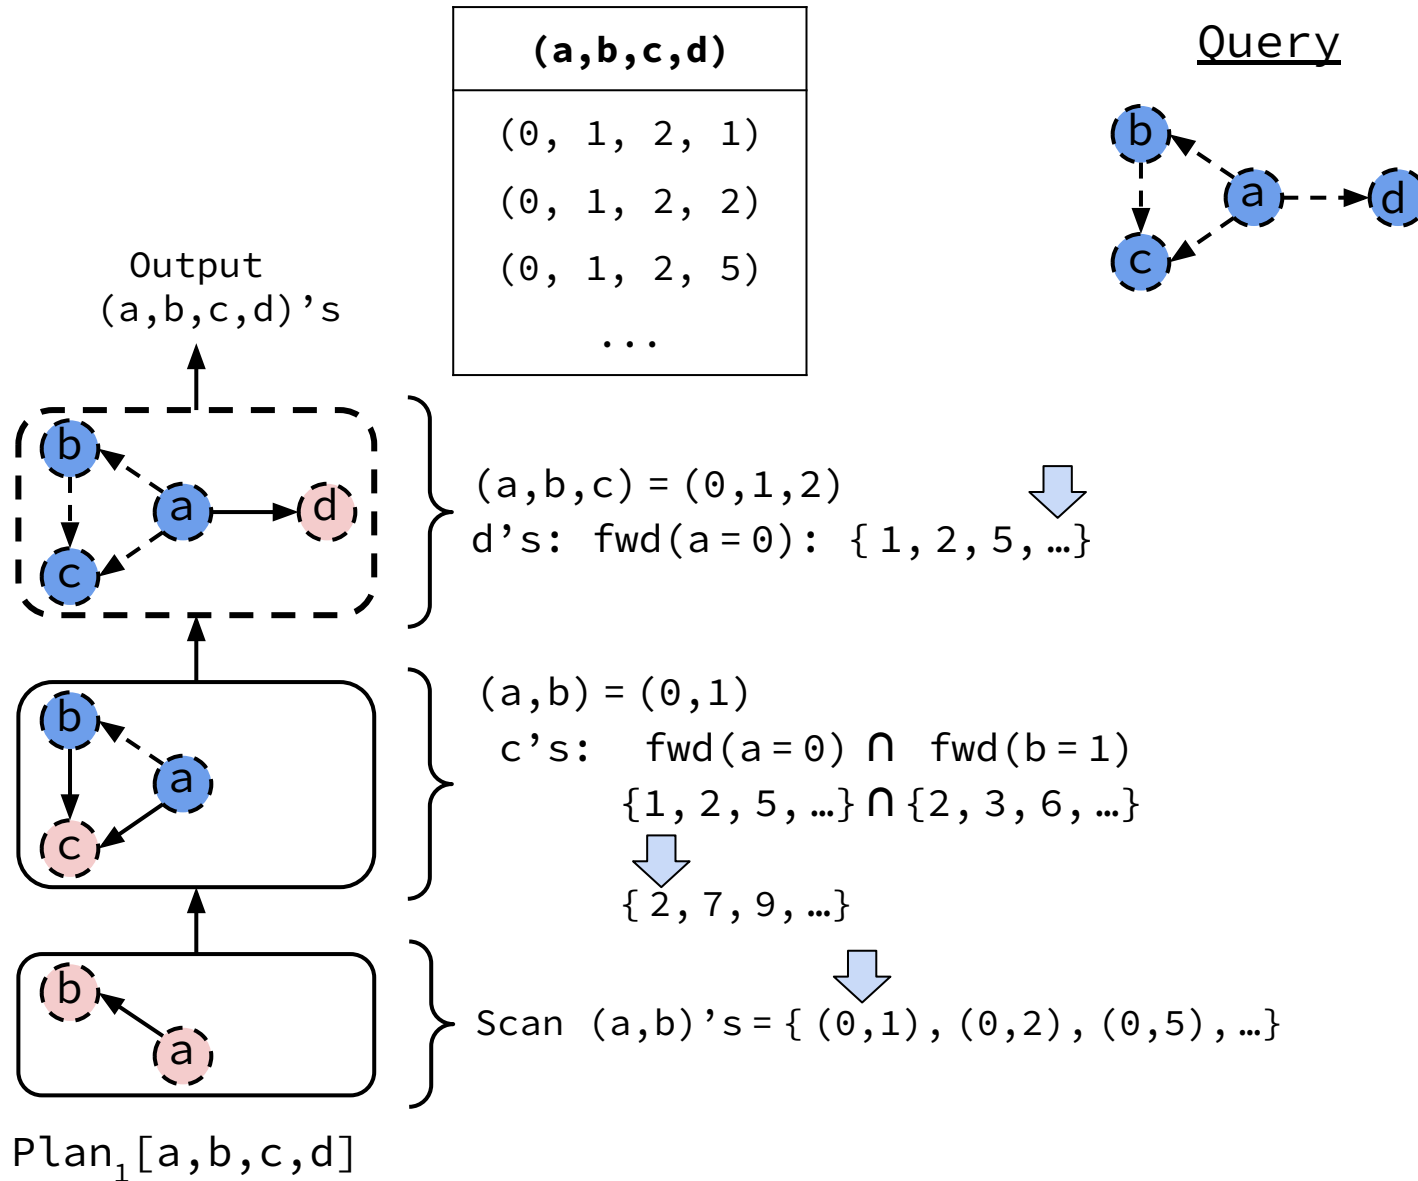 (a,b,c,d)
(0, 1, 2, 1)
(0, 1, 2, 2)
(0, 1, 2, 5)
...
Query
b
a
d
c
Output
(a,b,c,d)’s
b
a
d
c
(a,b,c) = (0,1,2)
d’s: fwd(a = 0): { 1, 2, 5, …}
b
a
c
(a,b) = (0,1)
c’s: fwd(a = 0) ∩ fwd(b = 1)
{1, 2, 5, …} ∩ {2, 3, 6, …}
{ 2, 7, 9, …}
b
a
Scan (a,b)’s = { (0,1), (0,2), (0,5), …}
Plan₁[a,b,c,d]